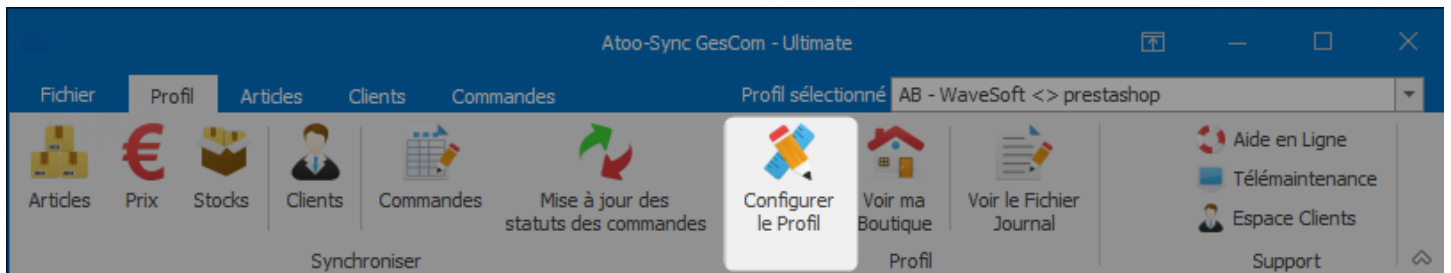 Atoo-Sync GesCom - Ultimate
Fichier Profil Articles Clients Commandes Profil sélectionné AB - WaveSoft <> prestashop
Articles Prix Stocks Clients Commandes Mise à jour des statuts des commandes Configurer le Profil Voir ma Boutique Voir le Fichier Journal
Aide en Ligne
Télémaintenance
Espace Clients
Synchroniser Profil Support